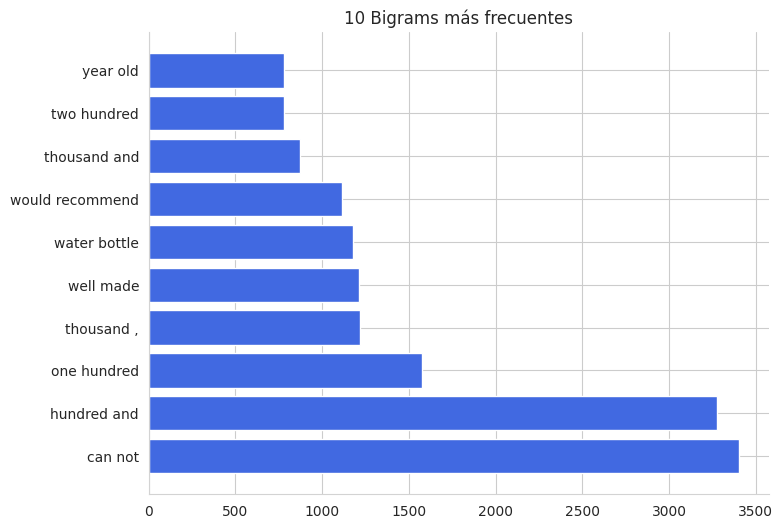 10 Bigrams más frecuentes
year old
two hundred
thousand and
would recommend
water bottle
well made
thousand ,
one hundred
hundred and
can not
0 500 1000 1500 2000 2500 3000 3500